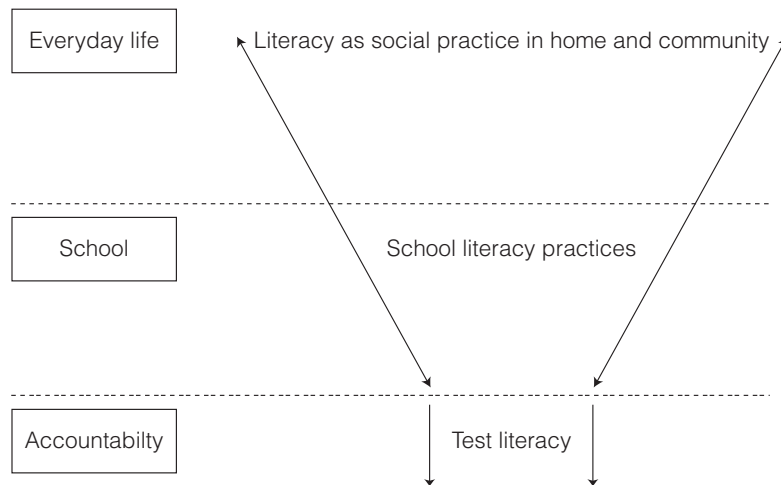 Everyday life
Literacy as social practice in home and community
School
School literacy practices
Accountabilty
Test literacy